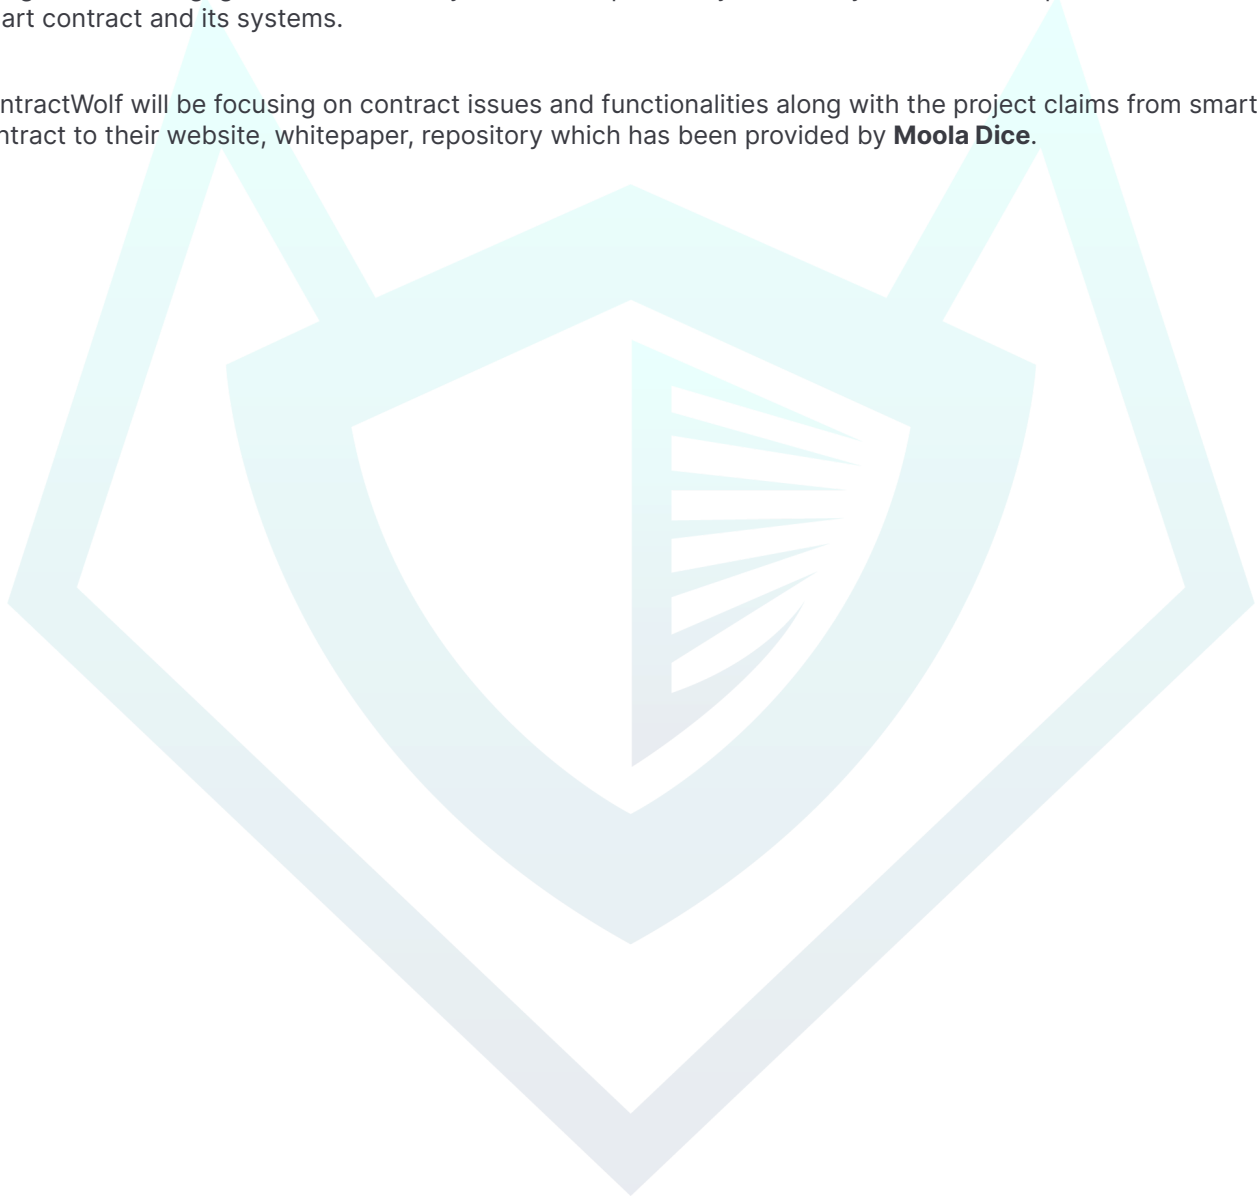 art contract and its systems.
ntractWolf will be focusing on contract issues and functionalities along with the project claims from smart
ntract to their website, whitepaper, repository which has been provided by Moola Dice.